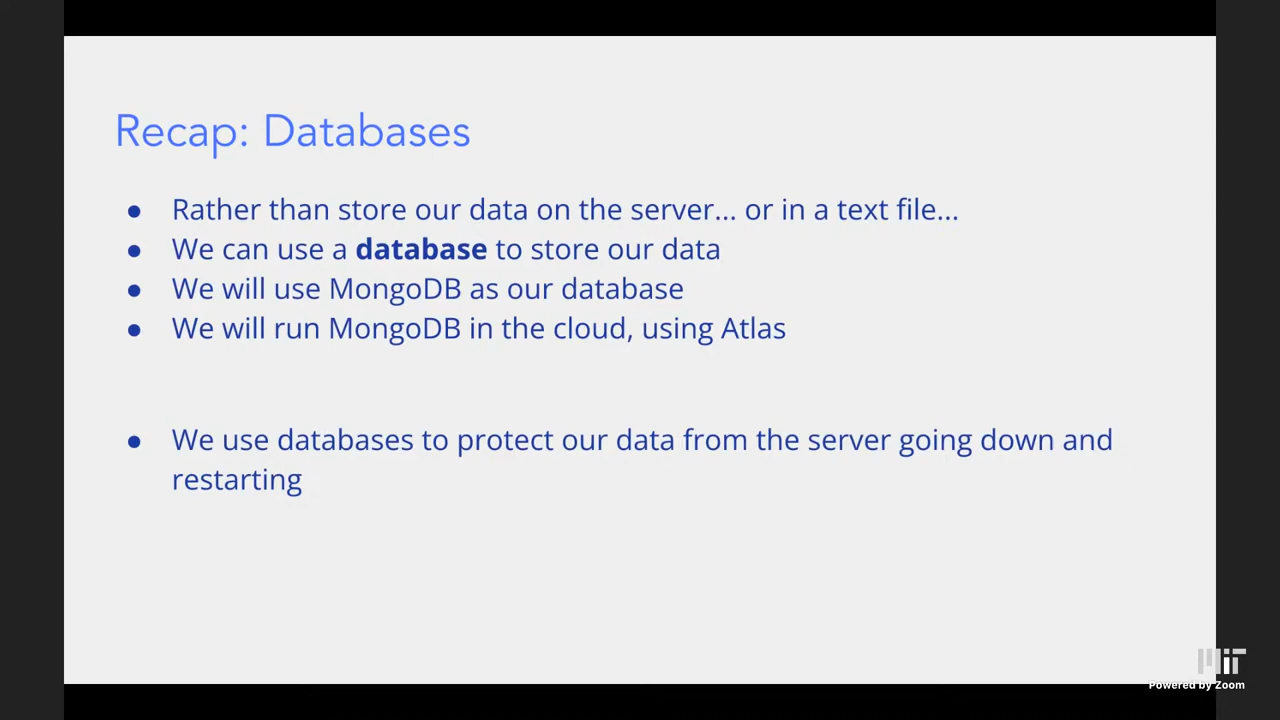 Recap: Databases
● Rather than store our data on the server... or in a text file...
● We can use a database to store our data
● We will use MongoDB as our database
● We will run MongoDB in the cloud, using Atlas
● We use databases to protect our data from the server going down and
restarting
MIT
Powered by Zoom